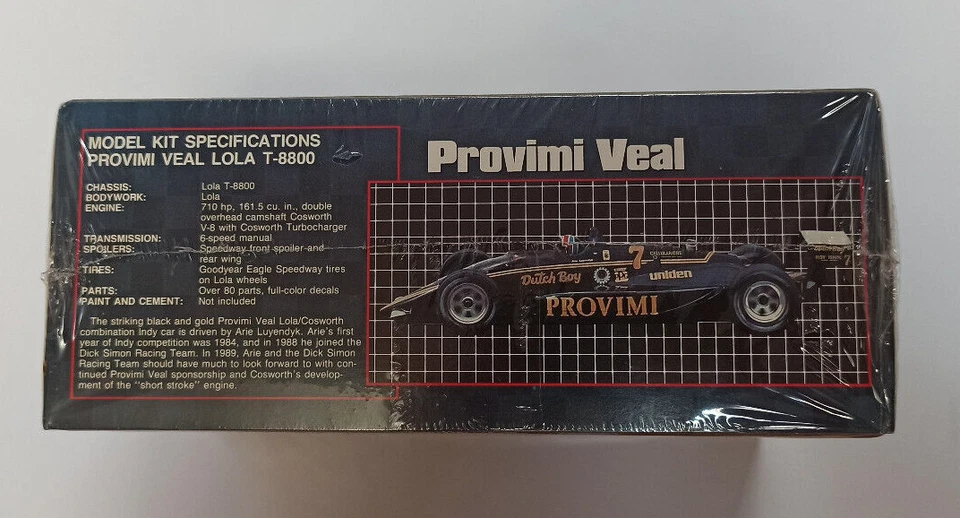 MODEL KIT SPECIFICATIONS
PROVIMI VEAL LOLA T-8800
CHASSIS: Lola T-8800
BODYWORK: Lola
ENGINE: 710 hp, 161.5 cu. in., double
overhead camshaft Cosworth
V-8 with Cosworth Turbocharger
TRANSMISSION: 6-speed manual
SPOILERS: Speedway front spoiler and
rear wing
TIRES: Goodyear Eagle Speedway tires
on Lola wheels
PARTS: Over 80 parts, full-color decals
PAINT AND CEMENT: Not included
The striking black and gold Provimi Veal Lola/Cosworth
combination Indy car is driven by Arie Luyendyk. Arie's first
year of Indy competition was 1984, and in 1988 he joined the
Dick Simon Racing Team. In 1989, Arie and the Dick Simon
Racing Team should have much to look forward to with con-
tinued Provimi Veal sponsorship and Cosworth's develop-
ment of the "short stroke" engine.
Provimi Veal
7
Dutch Boy
uniden
PROVIMI
7